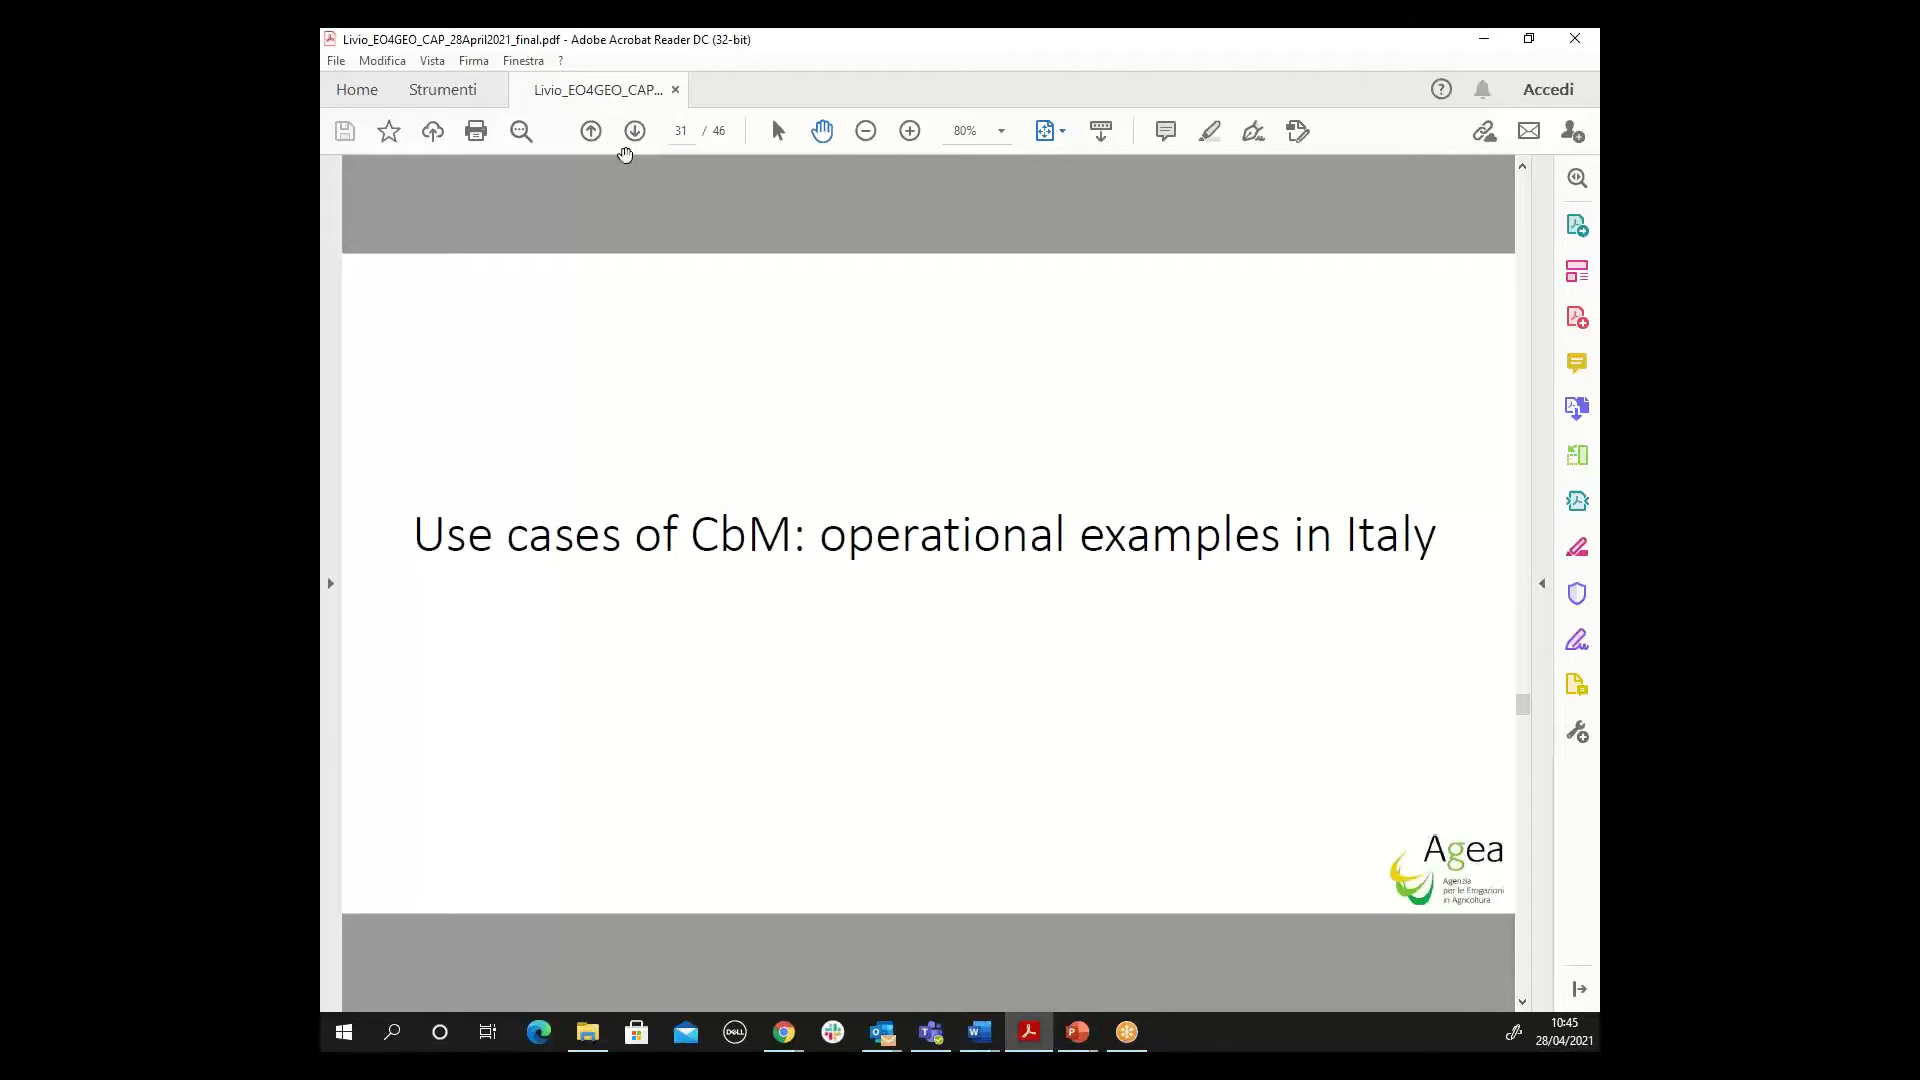 Livio_EO4GEO_CAP_28April2021_final.pdf - Adobe Acrobat Reader DC (32-bit)
File Modifica Vista Firma Finestra ?
Home Strumenti Livio_EO4GEO_CAP... × Accedi
31 / 46 80%
Use cases of CbM: operational examples in Italy
Agea
Agenzia
per le Erogazioni
in Agricoltura
DELL
10:45
28/04/2021